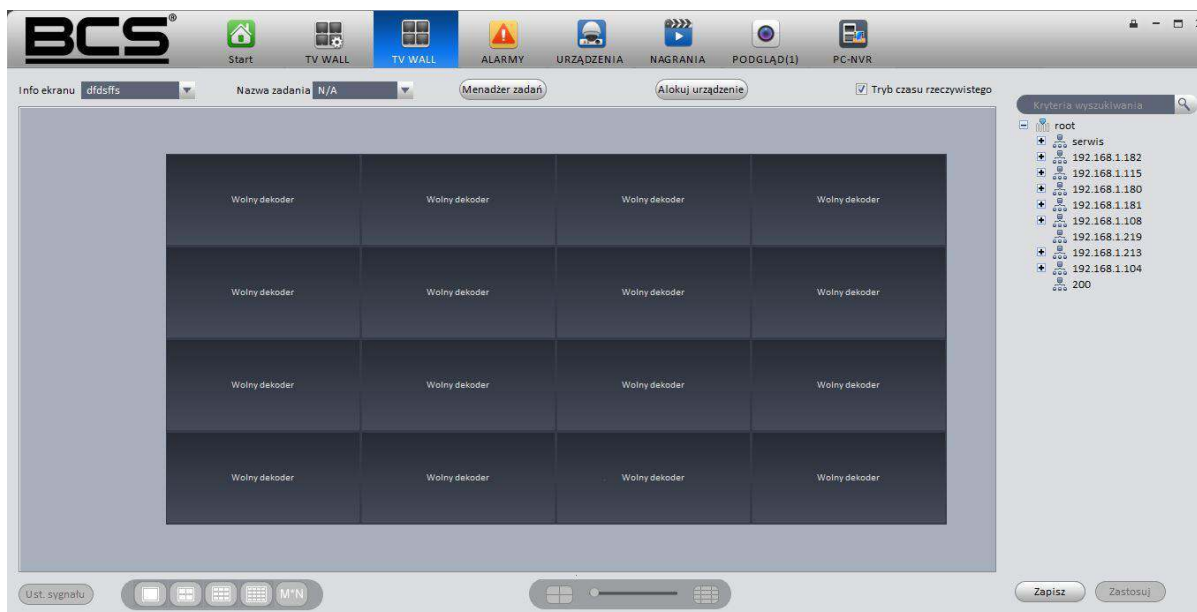 BCS®
Start
TV WALL
TV WALL
ALARMY
URZĄDZENIA
NAGRANIA
PODGLĄD(1)
PC-NVR
Info ekranu dfdsffs
Nazwa zadania N/A
Menadżer zadań
Alokuj urządzenie
Tryb czasu rzeczywistego
Kryteria wyszukiwania
root
serwis
192.168.1.182
192.168.1.115
192.168.1.180
192.168.1.181
192.168.1.108
192.168.1.219
192.168.1.213
192.168.1.104
200
Wolny dekoder Wolny dekoder Wolny dekoder Wolny dekoder
Wolny dekoder Wolny dekoder Wolny dekoder Wolny dekoder
Wolny dekoder Wolny dekoder Wolny dekoder Wolny dekoder
Wolny dekoder Wolny dekoder Wolny dekoder Wolny dekoder
Ust. sygnału
M*N
Zapisz
Zastosuj